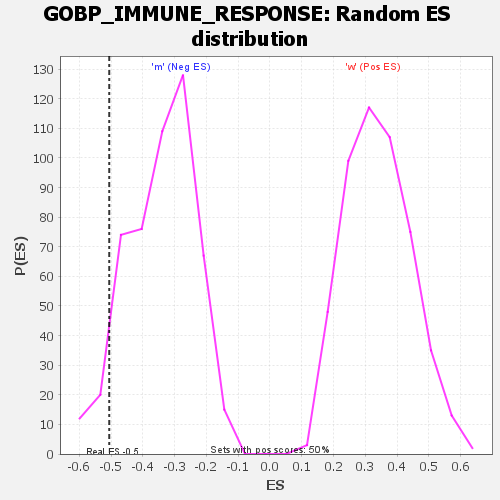 GOBP_IMMUNE_RESPONSE: Random ES
distribution
'm' (Neg ES)
'w' (Pos ES)
130
120
110
100
90
80
70
60
50
40
30
20
10
0
P(ES)
Real ES -0.5
Sets with pos scores: 50%
-0.6 -0.5 -0.4 -0.3 -0.2 -0.1 0.0 0.1 0.2 0.3 0.4 0.5 0.6
ES